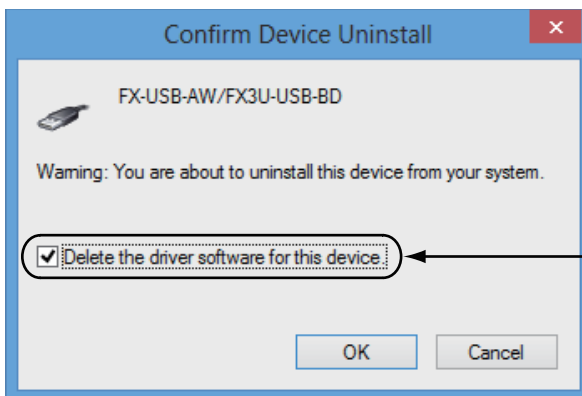 Confirm Device Uninstall
FX-USB-AW/FX3U-USB-BD
Warning: You are about to uninstall this device from your system.
Delete the driver software for this device.
OK
Cancel